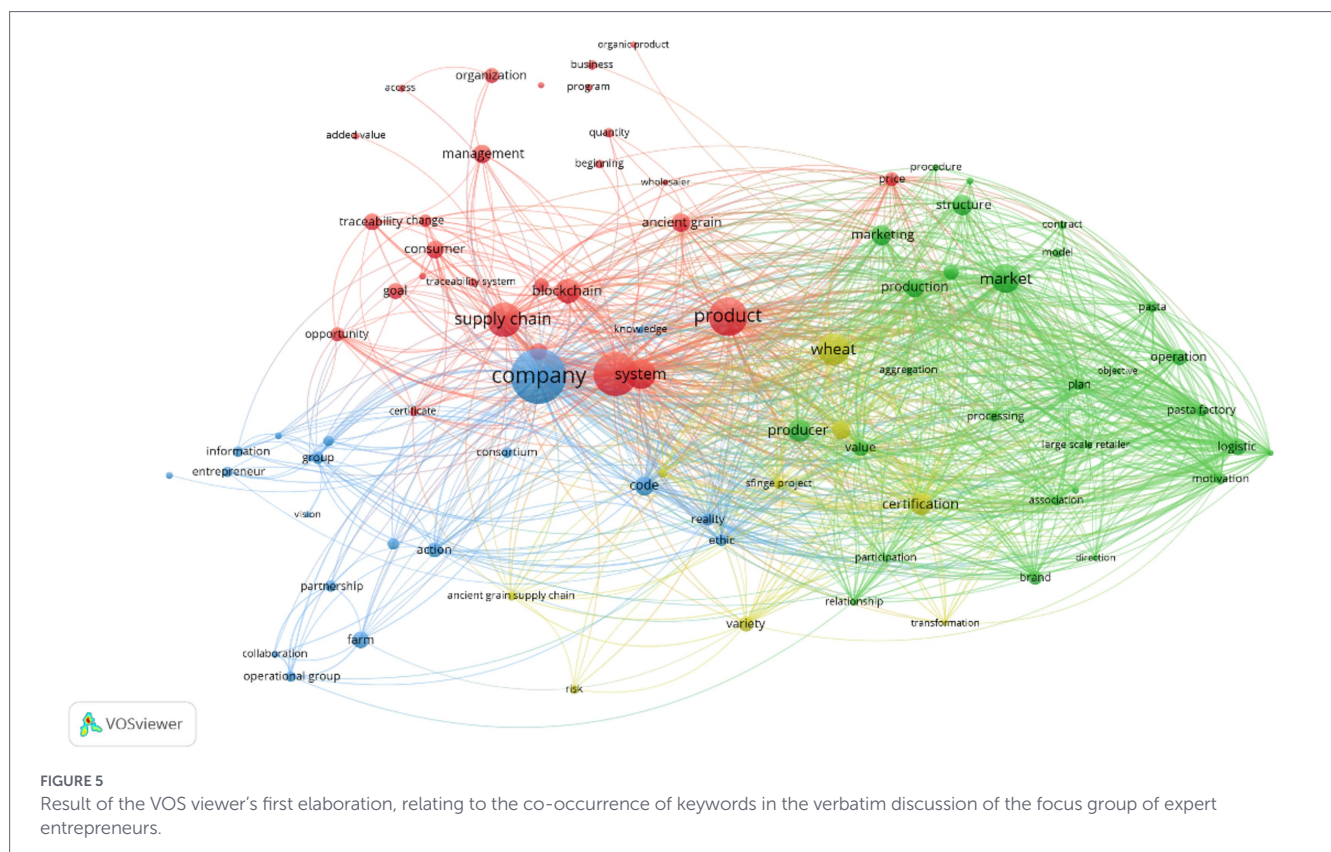 organic product
business
organization
access
program
added value
quantity
management
beginning
procedure
wholesaler
price
structure
traceability
change
ancient grain
contract
marketing
consumer
model
traceability system
market
goal
blockchain
production
pasta
supply chain
product
knowledge
opportunity
wheat
operation
company
system
aggregation
objective
plan
certificate
processing
pasta factory
producer
information
group
consortium
value
large scale retailer
logistic
entrepreneur
code
sfinge project
motivation
vision
certification
association
reality
ethic
action
participation
direction
partnership
brand
ancient grain supply chain
relationship
variety
transformation
farm
collaboration
operational group
risk
VOSviewer
FIGURE 5
Result of the VOS viewer’s first elaboration, relating to the co-occurrence of keywords in the verbatim discussion of the focus group of expert
entrepreneurs.